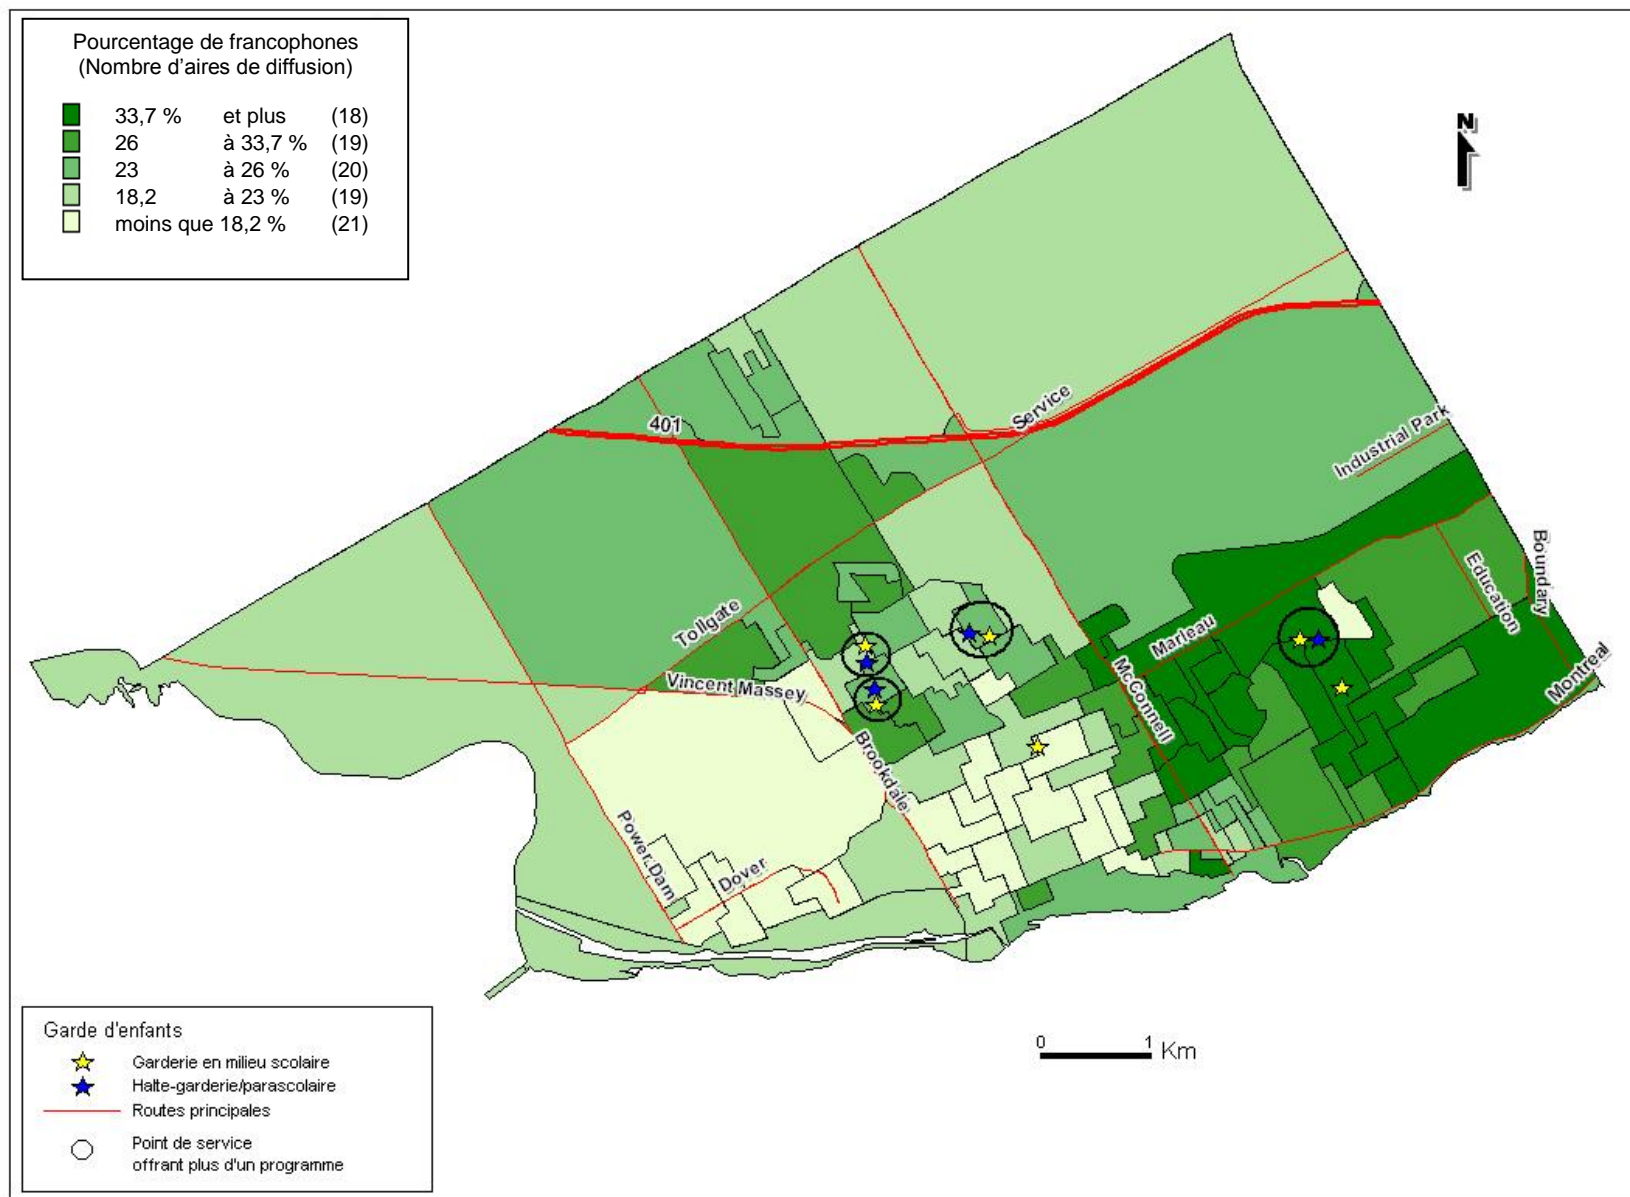 Pourcentage de francophones
(Nombre d'aires de diffusion)
33,7 % et plus (18)
26 à 33,7 % (19)
23 à 26 % (20)
18,2 à 23 % (19)
moins que 18,2 % (21)
N
401
Service
Industrial Park
Boundary
Education
Tollgate
Marleau
Vincent Massey
McConnell
Montreal
Brookdale
Power Dam
Dover
Garde d'enfants
Garderie en milieu scolaire
Halte-garderie/parascolaire
Routes principales
Point de service
offrant plus d'un programme
0 1 Km